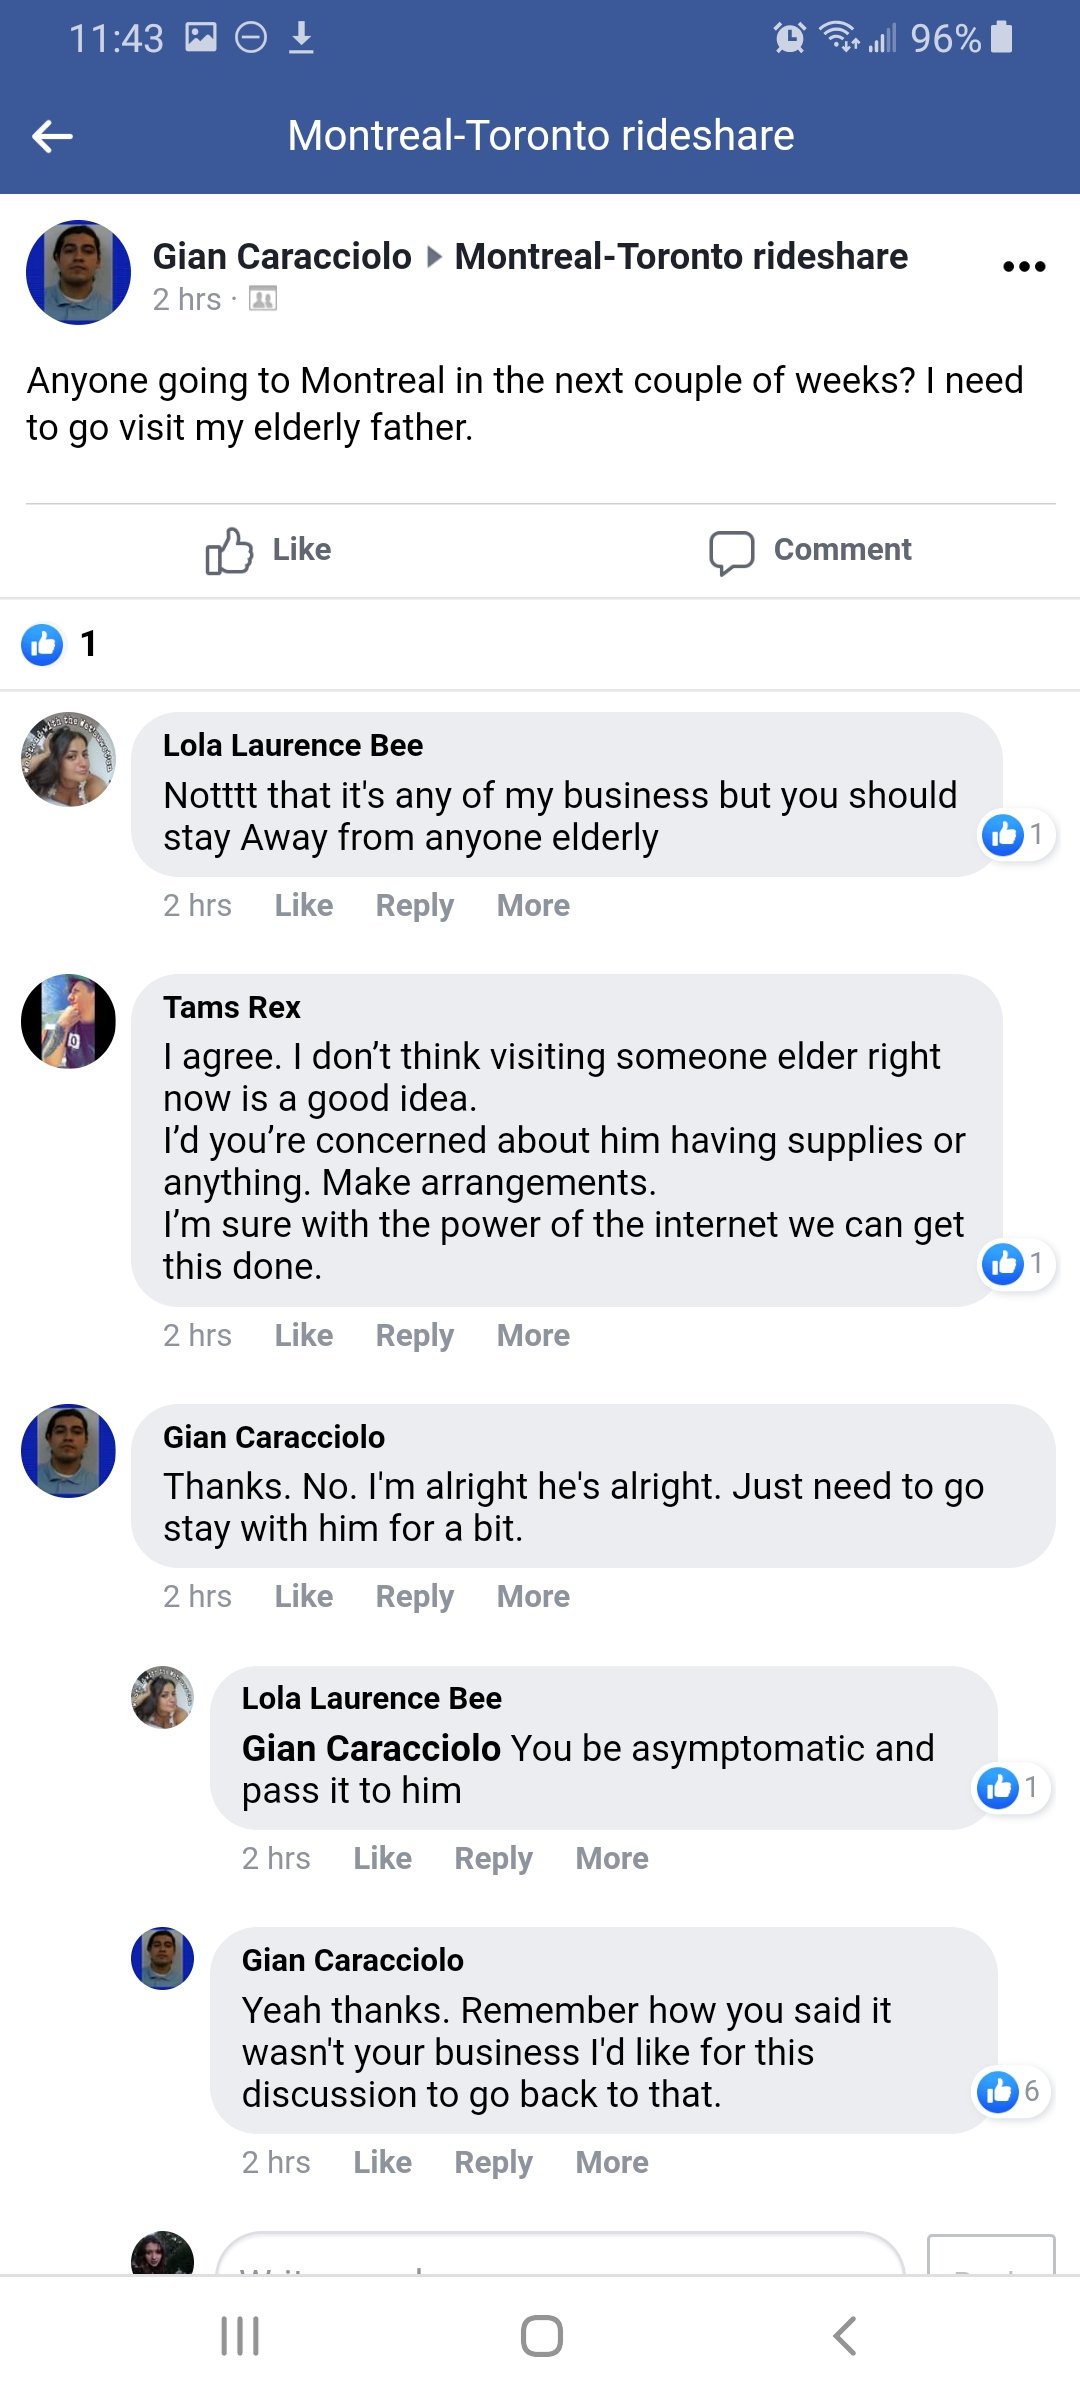 11:43 96%
Montreal-Toronto rideshare
Gian Caracciolo ▸ Montreal-Toronto rideshare
2 hrs ·
Anyone going to Montreal in the next couple of weeks? I need
to go visit my elderly father.
Like Comment
1
Lola Laurence Bee
Notttt that it's any of my business but you should
stay Away from anyone elderly
1
2 hrs Like Reply More
Tams Rex
I agree. I don’t think visiting someone elder right
now is a good idea.
I’d you’re concerned about him having supplies or
anything. Make arrangements.
I’m sure with the power of the internet we can get
this done.
1
2 hrs Like Reply More
Gian Caracciolo
Thanks. No. I'm alright he's alright. Just need to go
stay with him for a bit.
2 hrs Like Reply More
Lola Laurence Bee
Gian Caracciolo You be asymptomatic and
pass it to him
1
2 hrs Like Reply More
Gian Caracciolo
Yeah thanks. Remember how you said it
wasn't your business I'd like for this
discussion to go back to that.
6
2 hrs Like Reply More